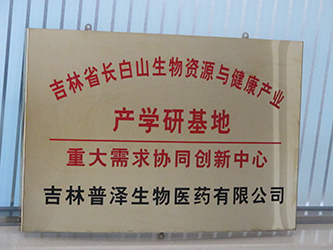 吉林省长白山生物资源与健康产业
产学研基地
重大需求协同创新中心
吉林普泽生物医药有限公司